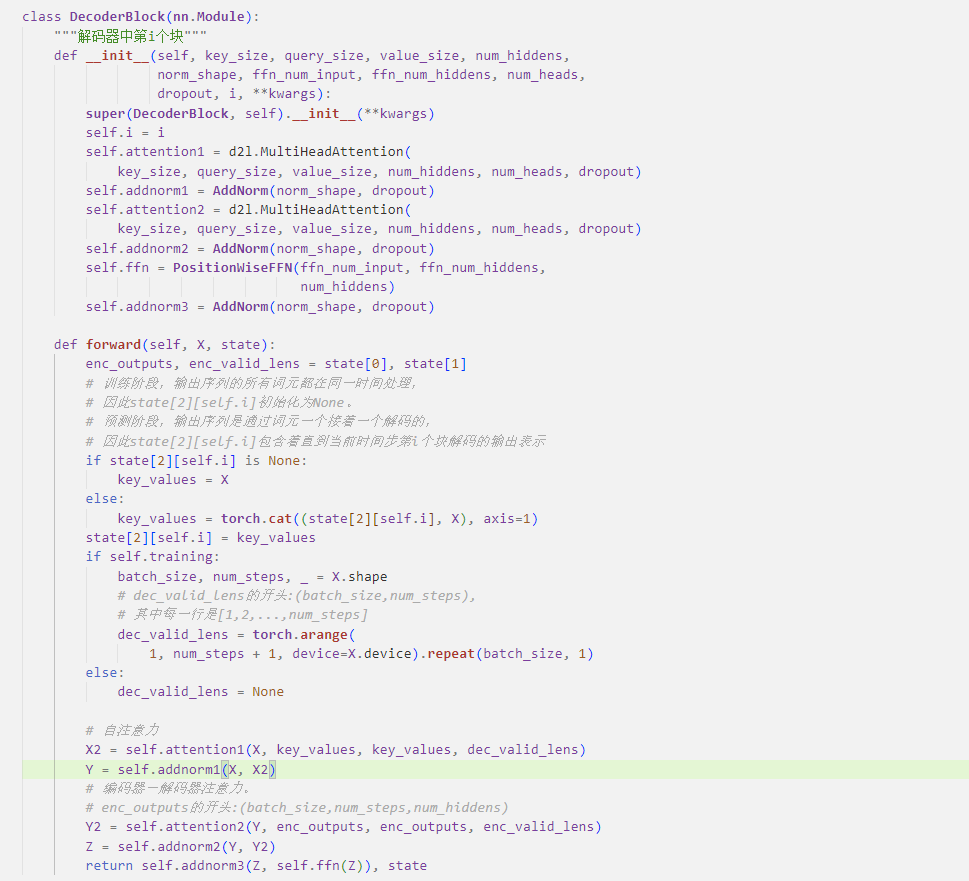 class DecoderBlock(nn.Module):
    """解码器中第i个块"""
    def __init__(self, key_size, query_size, value_size, num_hiddens,
                 norm_shape, ffn_num_input, ffn_num_hiddens, num_heads,
                 dropout, i, **kwargs):
        super(DecoderBlock, self).__init__(**kwargs)
        self.i = i
        self.attention1 = d2l.MultiHeadAttention(
            key_size, query_size, value_size, num_hiddens, num_heads, dropout)
        self.addnorm1 = AddNorm(norm_shape, dropout)
        self.attention2 = d2l.MultiHeadAttention(
            key_size, query_size, value_size, num_hiddens, num_heads, dropout)
        self.addnorm2 = AddNorm(norm_shape, dropout)
        self.ffn = PositionWiseFFN(ffn_num_input, ffn_num_hiddens,
                                   num_hiddens)
        self.addnorm3 = AddNorm(norm_shape, dropout)

    def forward(self, X, state):
        enc_outputs, enc_valid_lens = state[0], state[1]
        # 训练阶段，输出序列的所有词元都在同一时间处理，
        # 因此state[2][self.i]初始化为None。
        # 预测阶段，输出序列是通过词元一个接着一个解码的，
        # 因此state[2][self.i]包含着直到当前时间步第i个块解码的输出表示
        if state[2][self.i] is None:
            key_values = X
        else:
            key_values = torch.cat((state[2][self.i], X), axis=1)
        state[2][self.i] = key_values
        if self.training:
            batch_size, num_steps, _ = X.shape
            # dec_valid_lens的开头:(batch_size,num_steps),
            # 其中每一行是[1,2,...,num_steps]
            dec_valid_lens = torch.arange(
                1, num_steps + 1, device=X.device).repeat(batch_size, 1)
        else:
            dec_valid_lens = None

        # 自注意力
        X2 = self.attention1(X, key_values, key_values, dec_valid_lens)
        Y = self.addnorm1(X, X2)
        # 编码器－解码器注意力。
        # enc_outputs的开头:(batch_size,num_steps,num_hiddens)
        Y2 = self.attention2(Y, enc_outputs, enc_outputs, enc_valid_lens)
        Z = self.addnorm2(Y, Y2)
        return self.addnorm3(Z, self.ffn(Z)), state